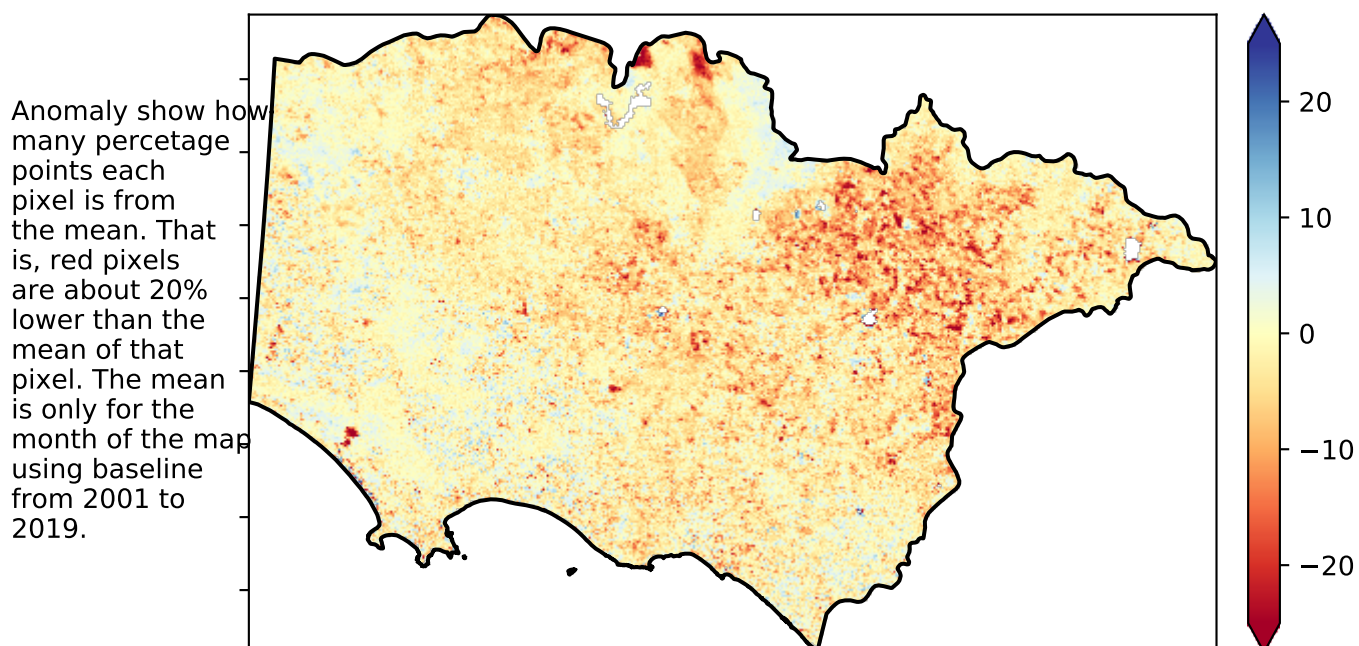 Anomaly show how
many percetage
points each
pixel is from
the mean. That
is, red pixels
are about 20%
lower than the
mean of that
pixel. The mean
is only for the
month of the map
using baseline
from 2001 to
2019.
20
10
0
−10
−20